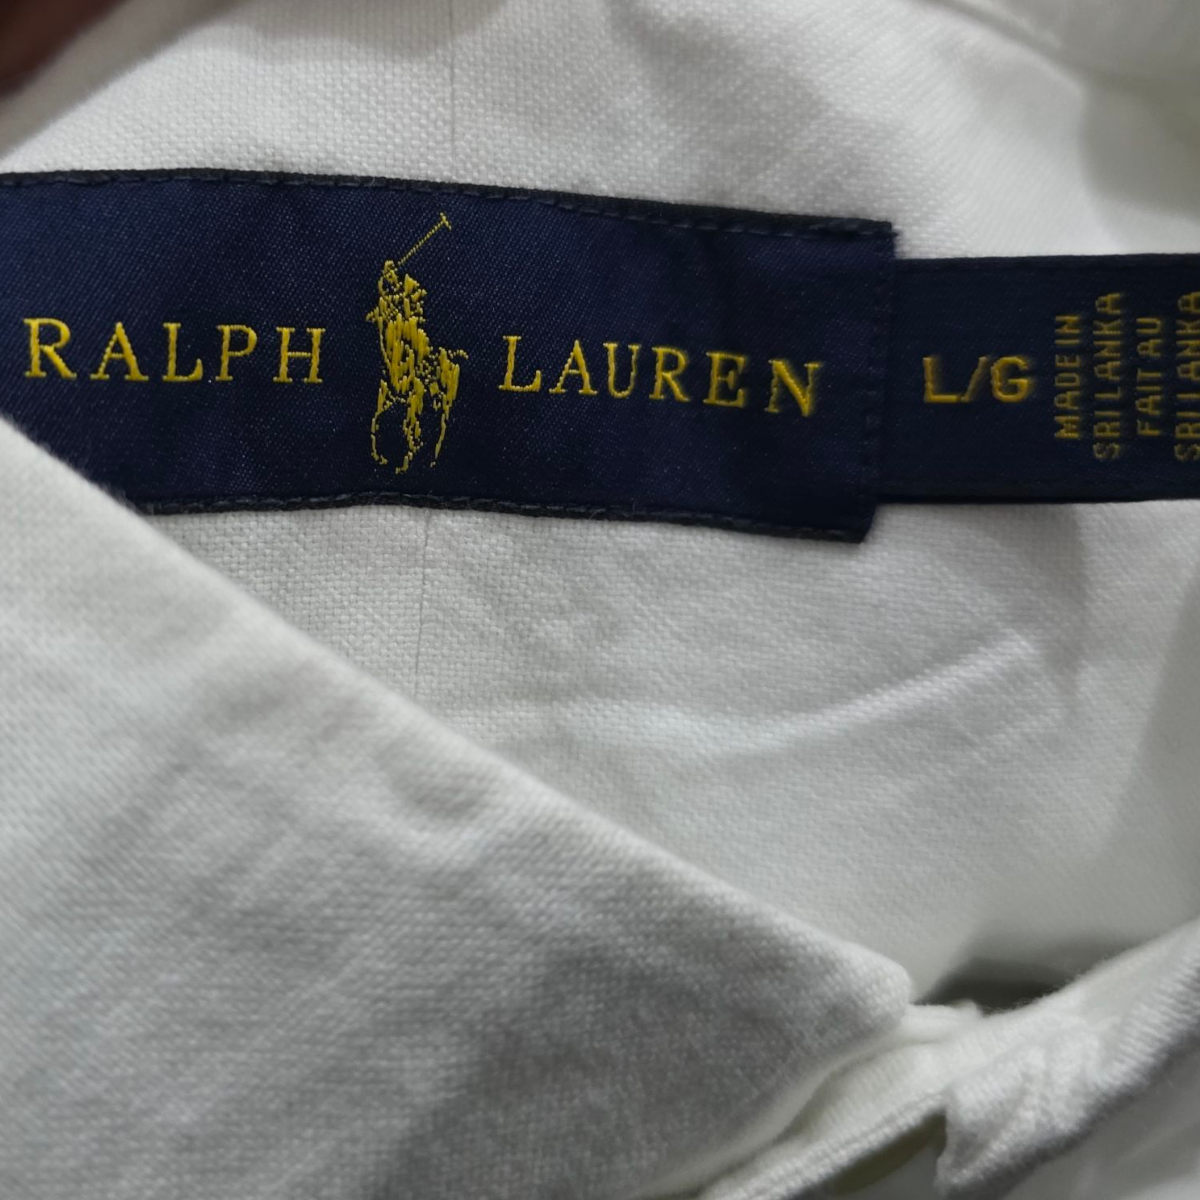 RALPH LAUREN
L/G
MADE IN
SRI LANKA
FAIT AU
SRI LANKA